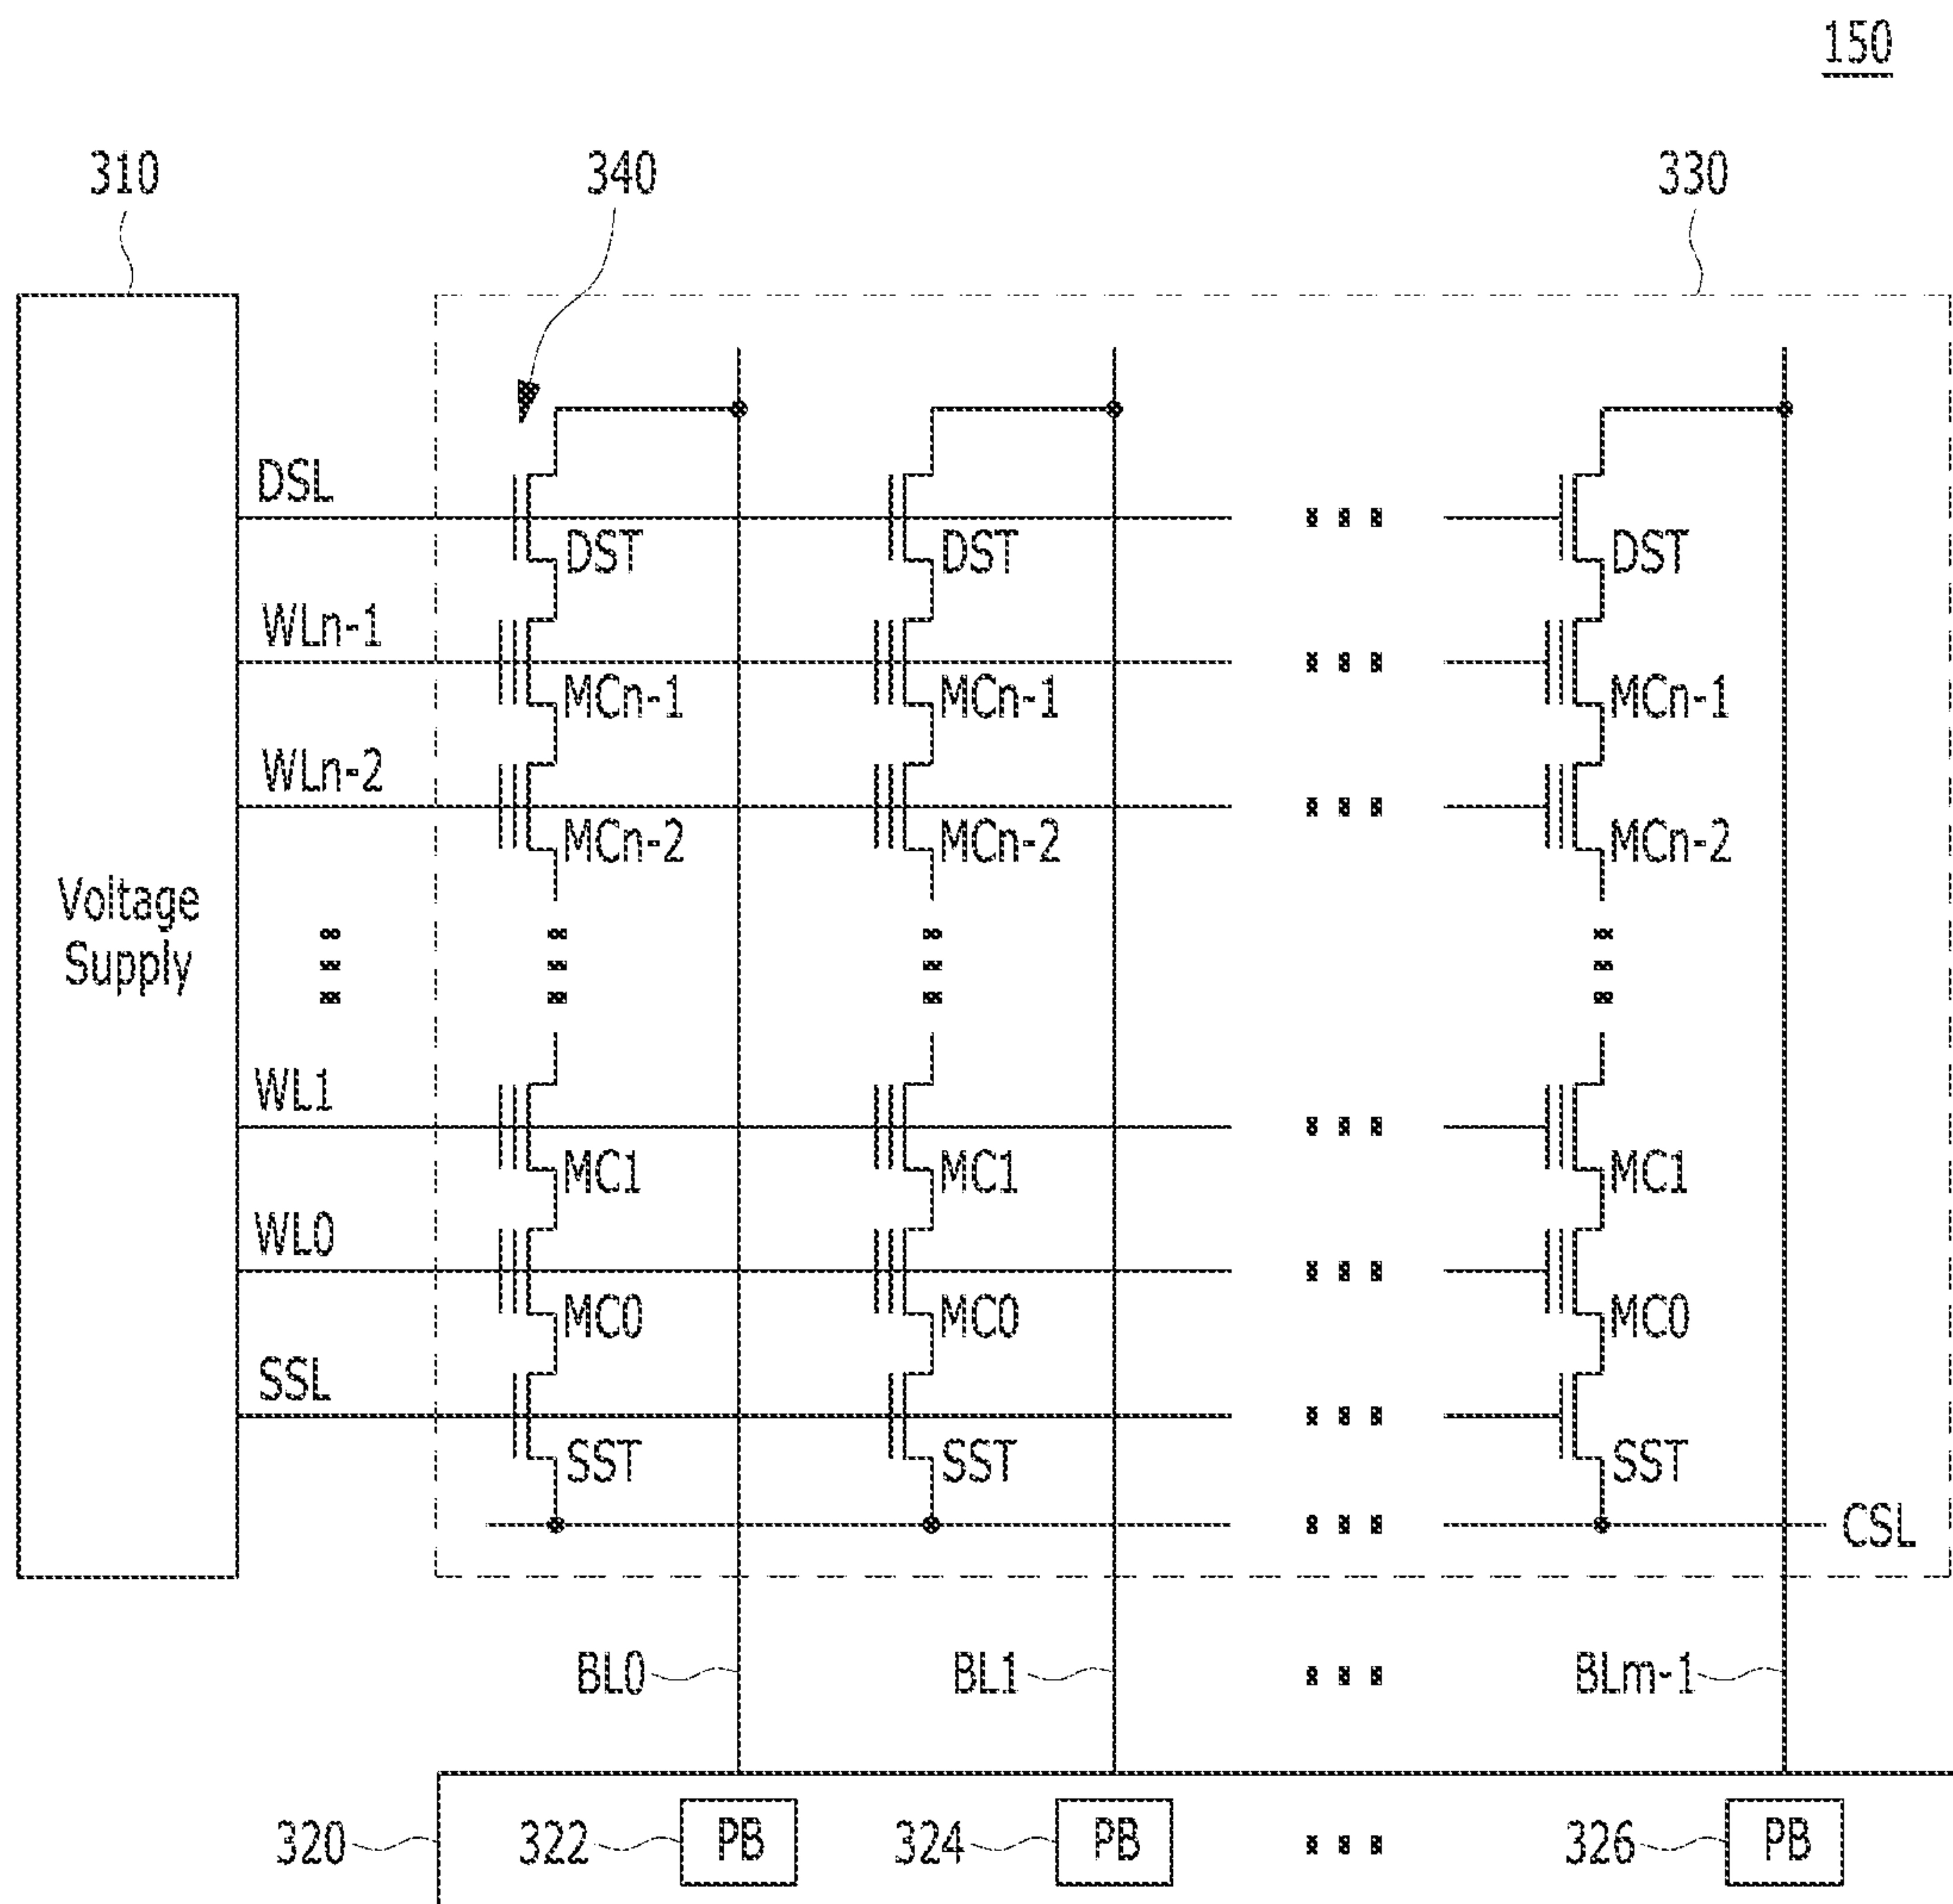 150
310 340 330
DSL
DST DST DST
WLn-1
MCn-1 MCn-1 MCn-1
WLn-2
MCn-2 MCn-2 MCn-2
Voltage
Supply
WL1
MC1 MC1 MC1
WL0
MC0 MC0 MC0
SSL
SST SST SST
CSL
BL0 BL1 BLm-1
320 322 PB 324 PB 326 PB